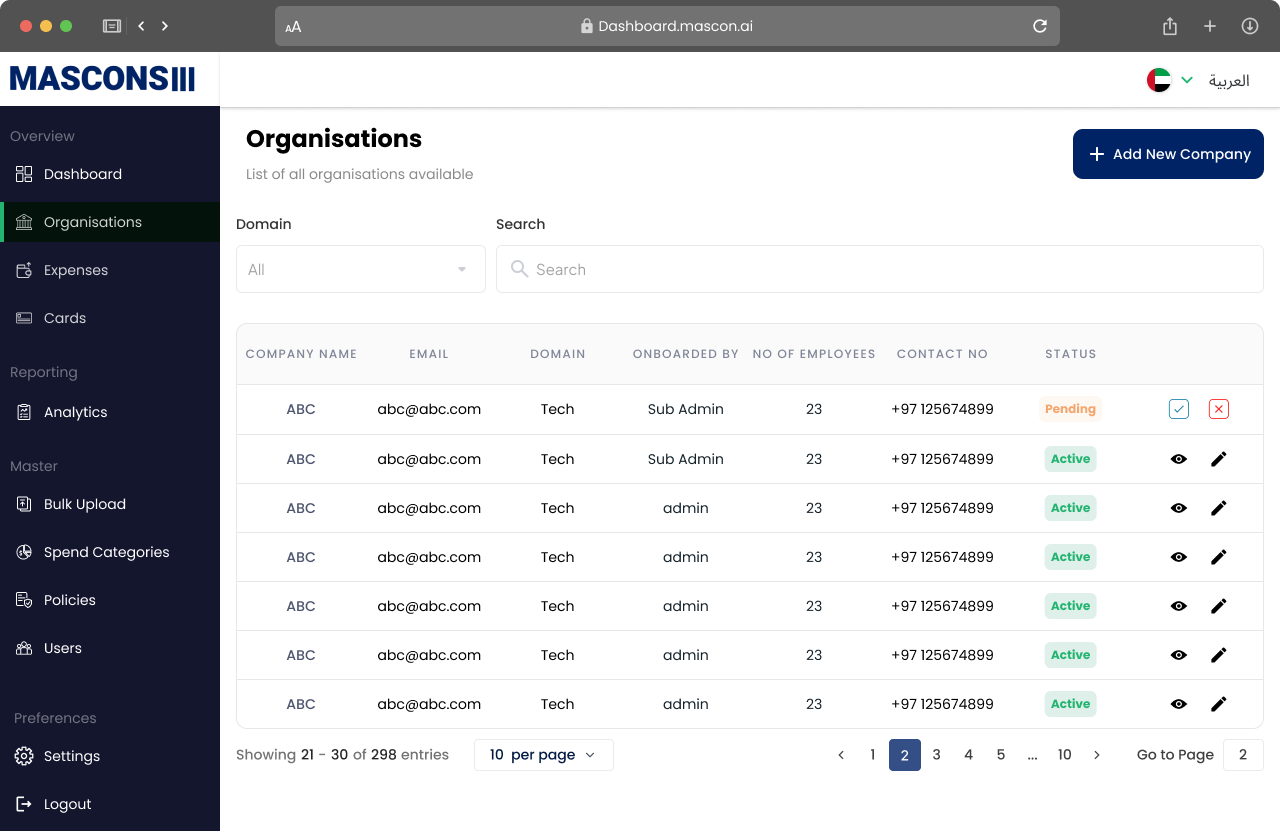 AA
Dashboard.mascon.ai
MASCONS
العربية
Overview
Dashboard
Organisations
Expenses
Cards
Reporting
Analytics
Master
Bulk Upload
Spend Categories
Policies
Users
Preferences
Settings
Logout
Organisations
List of all organisations available
+ Add New Company
Domain
Search
All
Search
COMPANY NAME EMAIL DOMAIN ONBOARDED BY NO OF EMPLOYEES CONTACT NO STATUS
ABC abc@abc.com Tech Sub Admin 23 +97 125674899 Pending
ABC abc@abc.com Tech Sub Admin 23 +97 125674899 Active
ABC abc@abc.com Tech admin 23 +97 125674899 Active
ABC abc@abc.com Tech admin 23 +97 125674899 Active
ABC abc@abc.com Tech admin 23 +97 125674899 Active
ABC abc@abc.com Tech admin 23 +97 125674899 Active
ABC abc@abc.com Tech admin 23 +97 125674899 Active
Showing 21 - 30 of 298 entries
10 per page
1 2 3 4 5 ... 10
Go to Page 2